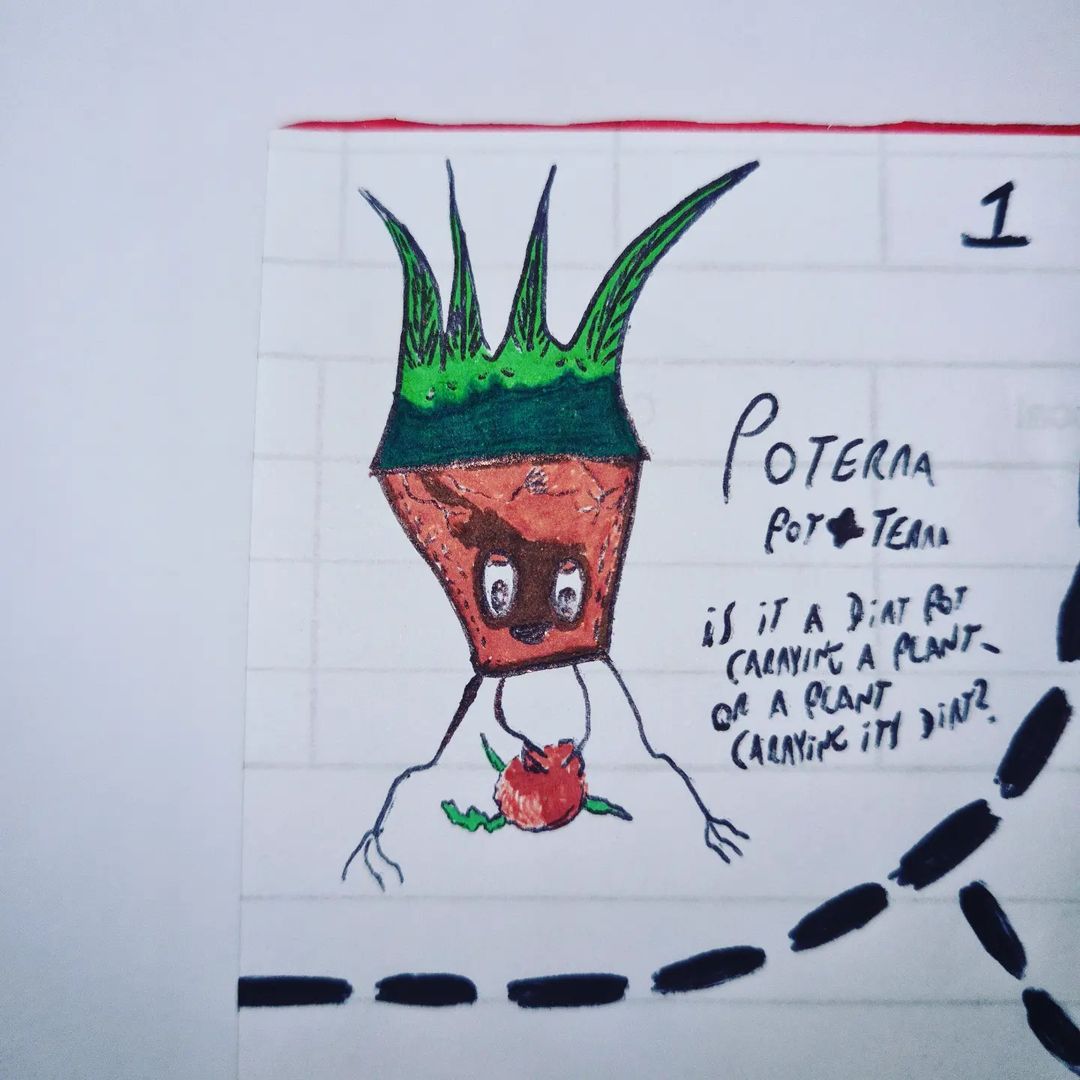 1
POTERRA
POT + TERRA
IS IT A DIRT POT
CARRYING A PLANT
OR A PLANT
CARRYING ITS DIRT?